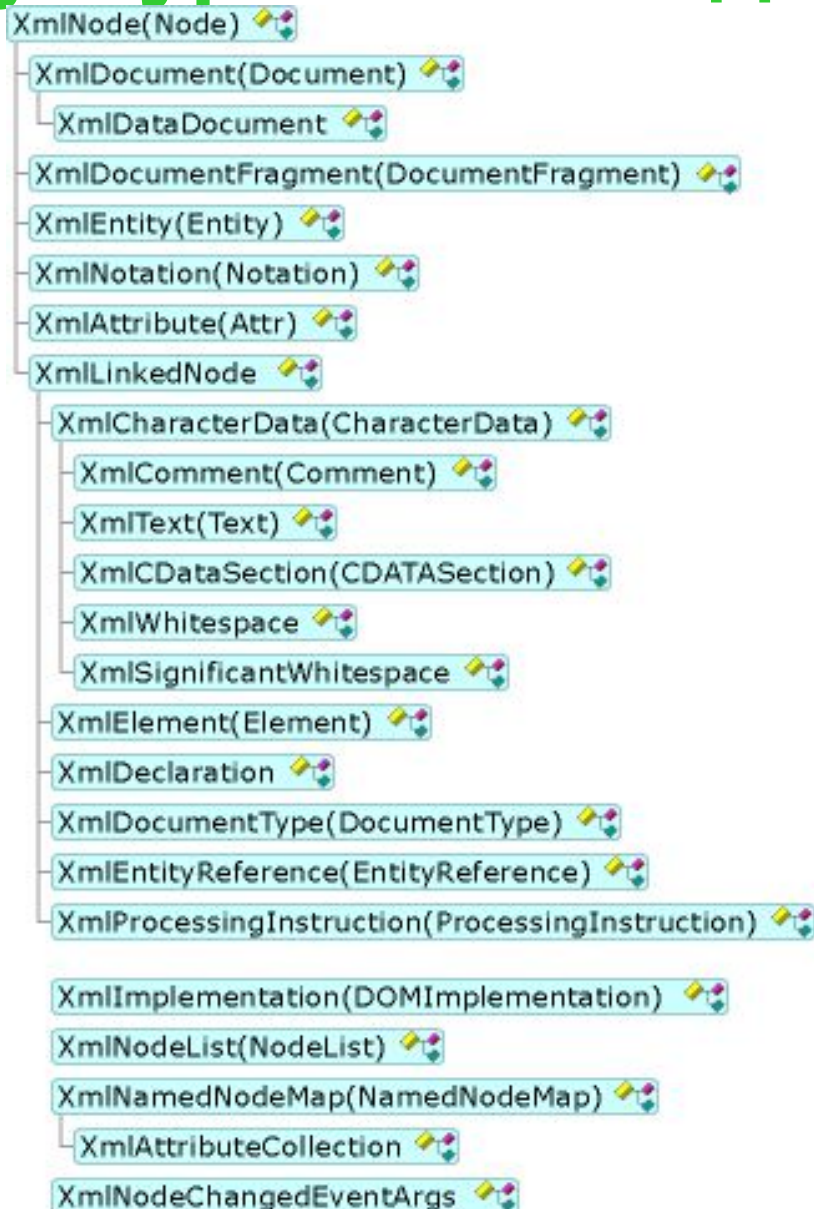 XmlNode(Node)
XmlDocument(Document)
XmlDataDocument
XmlDocumentFragment(DocumentFragment)
XmlEntity(Entity)
XmlNotation(Notation)
XmlAttribute(Attr)
XmlLinkedNode
XmlCharacterData(CharacterData)
XmlComment(Comment)
XmlText(Text)
XmlCDataSection(CDATASection)
XmlWhitespace
XmlSignificantWhitespace
XmlElement(Element)
XmlDeclaration
XmlDocumentType(DocumentType)
XmlEntityReference(EntityReference)
XmlProcessingInstruction(ProcessingInstruction)
XmlImplementation(DOMImplementation)
XmlNodeList(NodeList)
XmlNamedNodeMap(NamedNodeMap)
XmlAttributeCollection
XmlNodeChangedEventArgs